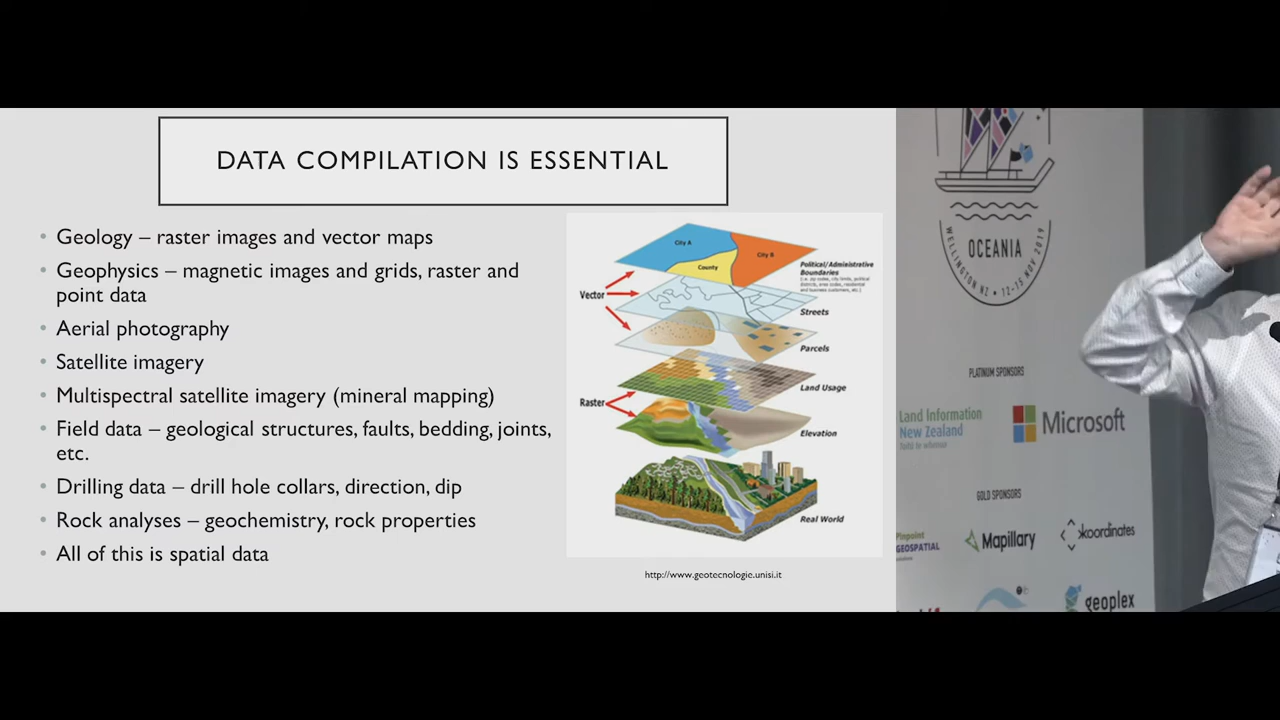 DATA COMPILATION IS ESSENTIAL
Geology – raster images and vector maps
Geophysics – magnetic images and grids, raster and
point data
Aerial photography
Satellite imagery
Multispectral satellite imagery (mineral mapping)
Field data – geological structures, faults, bedding, joints,
etc.
Drilling data – drill hole collars, direction, dip
Rock analyses – geochemistry, rock properties
All of this is spatial data
City A
City B
County
Political/Administrative
Boundaries
Vector
Streets
Parcels
Land Usage
Raster
Elevation
Real World
http://www.geotecnologie.unisi.it
OCEANIA
WELLINGTON NZ • 12-15 NOV 2019
PLATINUM SPONSORS
Land Information
New Zealand
Microsoft
GOLD SPONSORS
Pinpoint
GEOSPATIAL
Mapillary
koordinates
geoplex